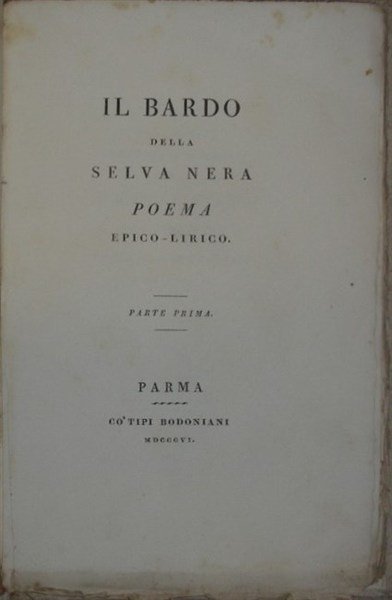 IL BARDO
DELLA
SELVA NERA
POEMA
EPICO-LIRICO.
PARTE PRIMA.
PARMA
CO' TIPI BODONIANI
MDCCCVI.